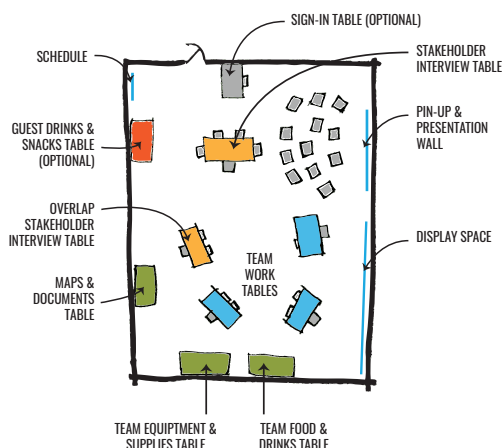 SIGN-IN TABLE (OPTIONAL)
SCHEDULE
STAKEHOLDER
INTERVIEW TABLE
GUEST DRINKS &
SNACKS TABLE
(OPTIONAL)
PIN-UP &
PRESENTATION
WALL
OVERLAP
STAKEHOLDER
INTERVIEW TABLE
DISPLAY SPACE
TEAM
WORK
TABLES
MAPS &
DOCUMENTS
TABLE
TEAM EQUIPTMENT &
SUPPLIES TABLE
TEAM FOOD &
DRINKS TABLE